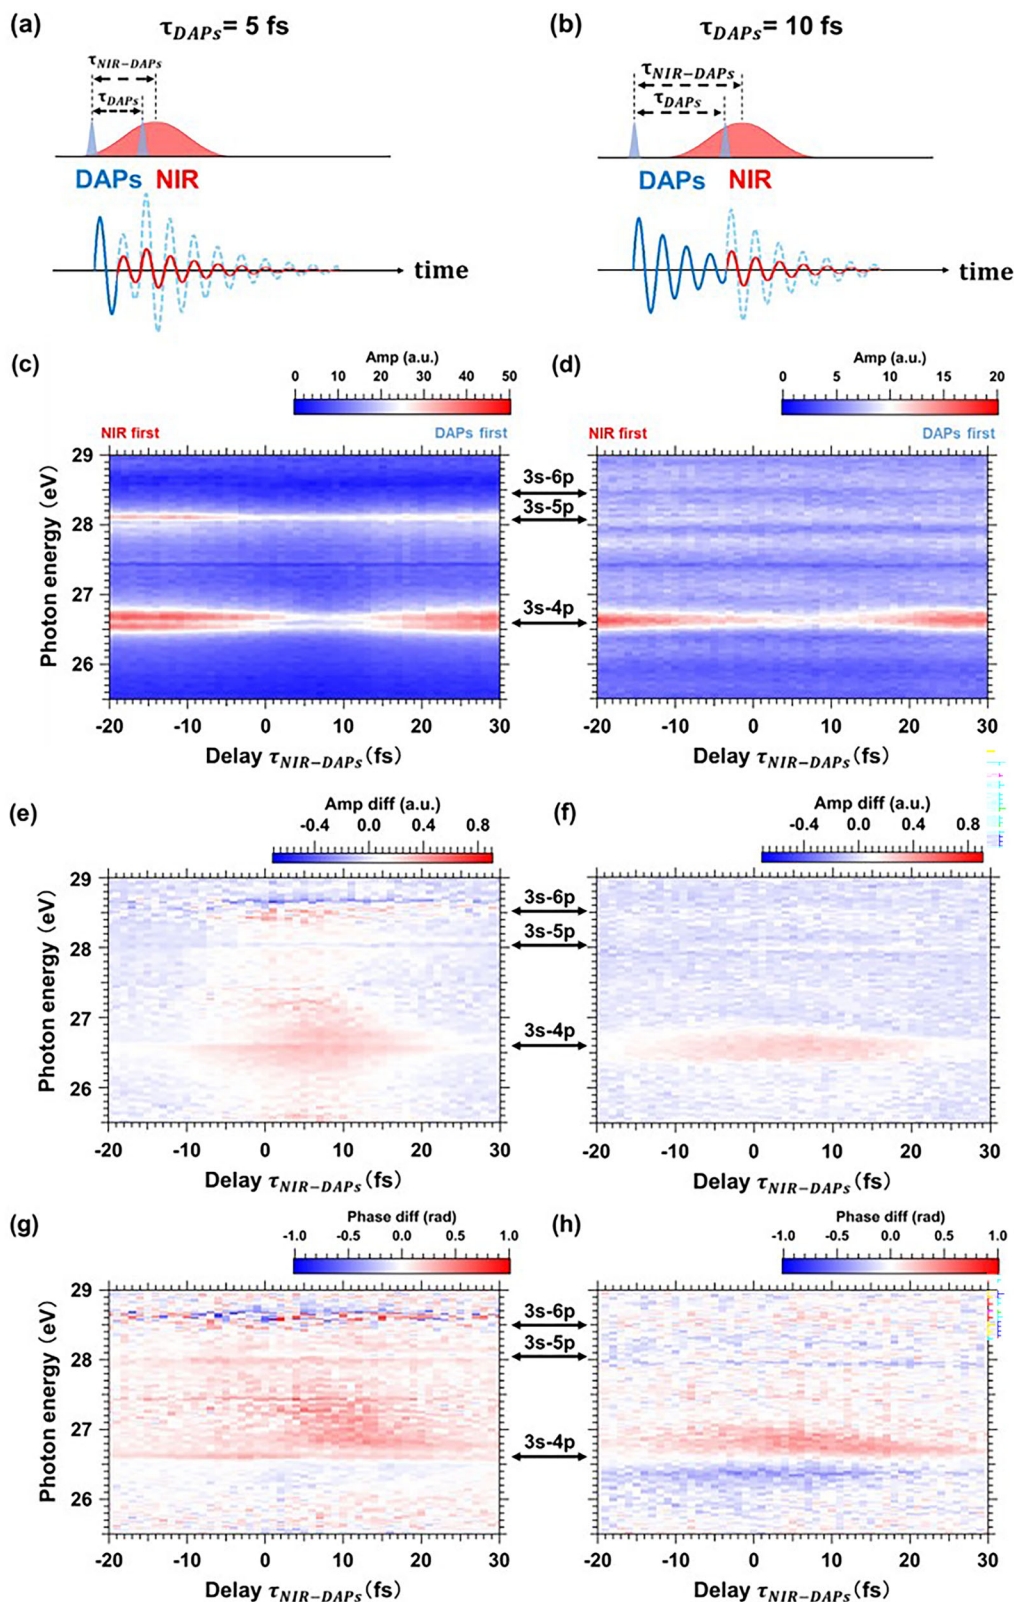 (a) τDAPs= 5 fs
(b) τDAPs= 10 fs
τNIR−DAPs
τDAPs
DAPs NIR
time
τNIR−DAPs
τDAPs
DAPs NIR
time
(c)
Amp (a.u.)
0 10 20 30 40 50
(d)
Amp (a.u.)
0 5 10 15 20
NIR first DAPs first
NIR first DAPs first
Photon energy (eV)
29
28
27
26
3s-6p
3s-5p
3s-4p
-20 -10 0 10 20 30
-20 -10 0 10 20 30
Delay τNIR−DAPs(fs)
Delay τNIR−DAPs(fs)
(e)
Amp diff (a.u.)
-0.4 0.0 0.4 0.8
(f)
Amp diff (a.u.)
-0.4 0.0 0.4 0.8
Photon energy (eV)
29
28
27
26
3s-6p
3s-5p
3s-4p
-20 -10 0 10 20 30
-20 -10 0 10 20 30
Delay τNIR−DAPs(fs)
Delay τNIR−DAPs(fs)
(g)
Phase diff (rad)
-1.0 -0.5 0.0 0.5 1.0
(h)
Phase diff (rad)
-1.0 -0.5 0.0 0.5 1.0
Photon energy (eV)
29
28
27
26
3s-6p
3s-5p
3s-4p
-20 -10 0 10 20 30
-20 -10 0 10 20 30
Delay τNIR−DAPs(fs)
Delay τNIR−DAPs(fs)